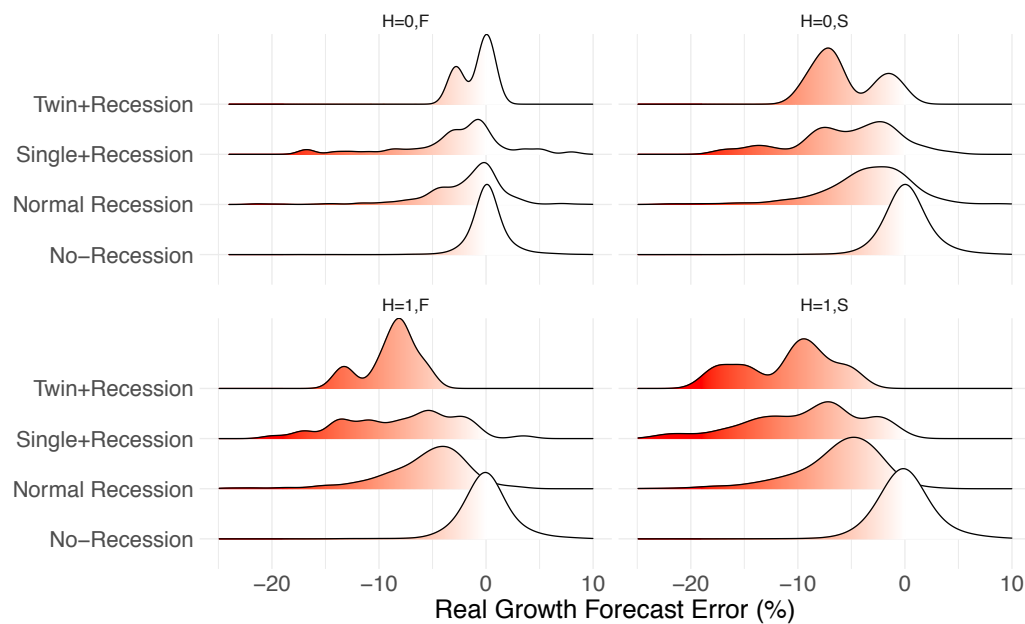 H=0,F
H=0,S
Twin+Recession
Single+Recession
Normal Recession
No−Recession
H=1,F
H=1,S
Twin+Recession
Single+Recession
Normal Recession
No−Recession
−20 −10 0 10 −20 −10 0 10
Real Growth Forecast Error (%)